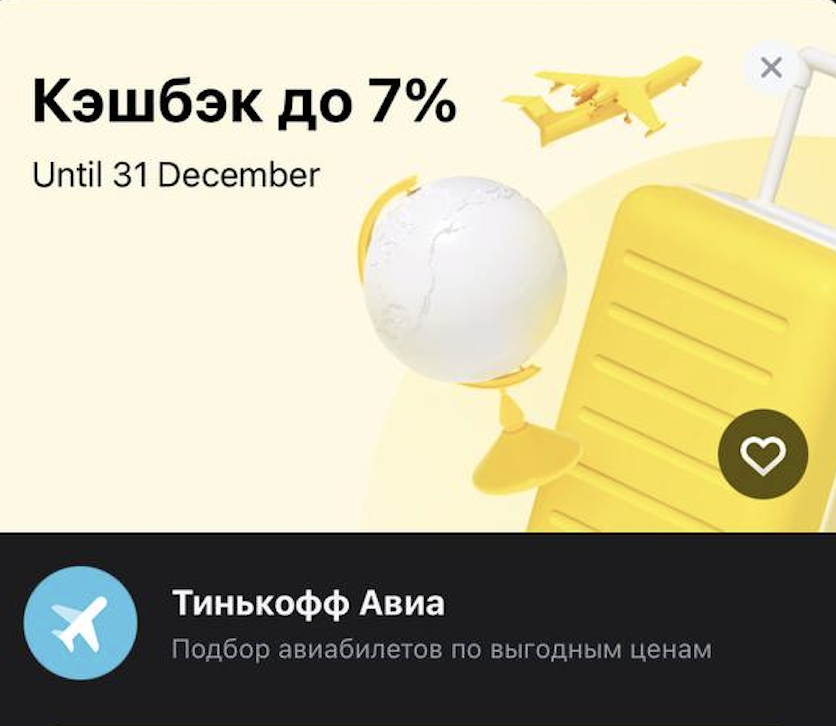 Кэшбэк до 7%
Until 31 December
Тинькофф Авиа
Подбор авиабилетов по выгодным ценам